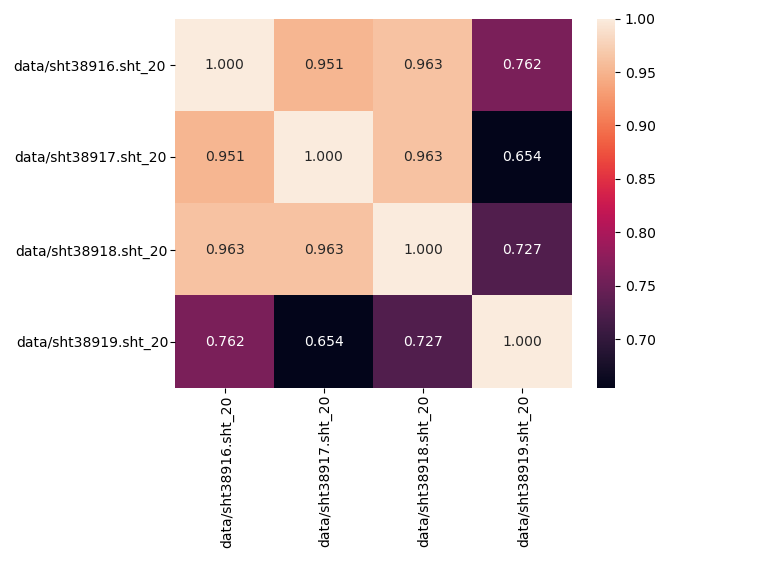 data/sht38916.sht_20 1.000 0.951 0.963 0.762
data/sht38917.sht_20 0.951 1.000 0.963 0.654
data/sht38918.sht_20 0.963 0.963 1.000 0.727
data/sht38919.sht_20 0.762 0.654 0.727 1.000
data/sht38916.sht_20
data/sht38917.sht_20
data/sht38918.sht_20
data/sht38919.sht_20
1.00
0.95
0.90
0.85
0.80
0.75
0.70